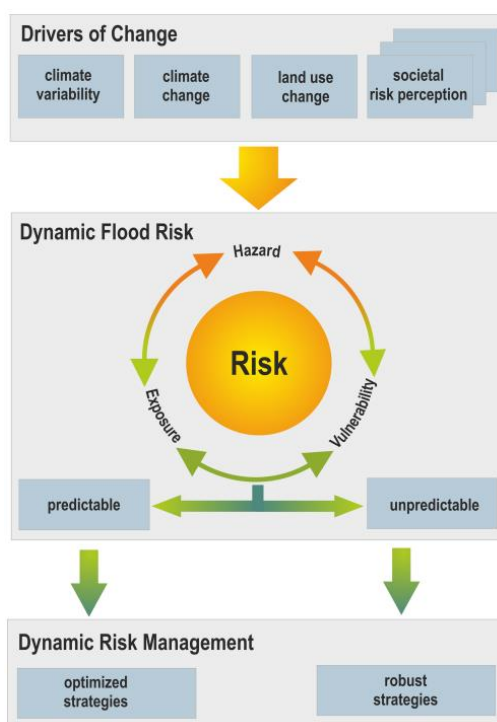 Drivers of Change
climate
variability
climate
change
land use
change
societal
risk perception
Dynamic Flood Risk
Hazard
Risk
Exposure
Vulnerability
predictable
unpredictable
Dynamic Risk Management
optimized
strategies
robust
strategies